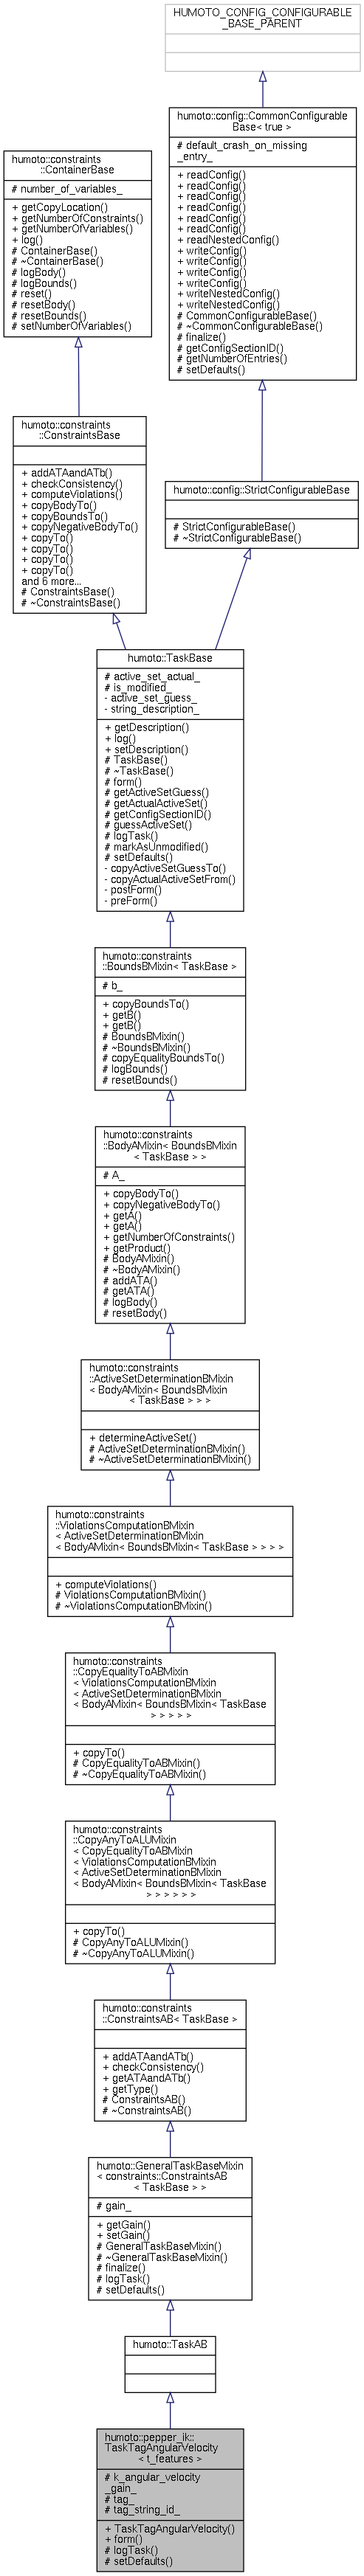 HUMOTO_CONFIG_CONFIGURABLE
_BASE_PARENT
humoto::config::CommonConfigurable
Base< true >
# default_crash_on_missing
_entry_
+ readConfig()
+ readConfig()
+ readConfig()
+ readConfig()
+ readConfig()
+ readConfig()
+ readNestedConfig()
+ writeConfig()
+ writeConfig()
+ writeConfig()
+ writeConfig()
+ writeNestedConfig()
+ writeNestedConfig()
# CommonConfigurableBase()
# ~CommonConfigurableBase()
# finalize()
# getConfigSectionID()
# getNumberOfEntries()
# setDefaults()
humoto::constraints
::ContainerBase
# number_of_variables_
+ getCopyLocation()
+ getNumberOfConstraints()
+ getNumberOfVariables()
+ log()
# ContainerBase()
# ~ContainerBase()
# logBody()
# logBounds()
# reset()
# resetBody()
# resetBounds()
# setNumberOfVariables()
humoto::constraints
::ConstraintsBase
+ addATAandATb()
+ checkConsistency()
+ computeViolations()
+ copyBodyTo()
+ copyBoundsTo()
+ copyNegativeBodyTo()
+ copyTo()
+ copyTo()
+ copyTo()
+ copyTo()
and 6 more...
# ConstraintsBase()
# ~ConstraintsBase()
humoto::config::StrictConfigurableBase
# StrictConfigurableBase()
# ~StrictConfigurableBase()
humoto::TaskBase
# active_set_actual_
# is_modified_
- active_set_guess_
- string_description_
+ getDescription()
+ log()
+ setDescription()
# TaskBase()
# ~TaskBase()
# form()
# getActiveSetGuess()
# getActualActiveSet()
# getConfigSectionID()
# guessActiveSet()
# logTask()
# markAsUnmodified()
# setDefaults()
- copyActiveSetGuessTo()
- copyActualActiveSetFrom()
- postForm()
- preForm()
humoto::constraints
::BoundsBMixin< TaskBase >
# b_
+ copyBoundsTo()
+ getB()
+ getB()
# BoundsBMixin()
# ~BoundsBMixin()
# copyEqualityBoundsTo()
# logBounds()
# resetBounds()
humoto::constraints
::BodyAMixin< BoundsBMixin
< TaskBase > >
# A_
+ copyBodyTo()
+ copyNegativeBodyTo()
+ getA()
+ getA()
+ getNumberOfConstraints()
+ getProduct()
# BodyAMixin()
# ~BodyAMixin()
# addATA()
# getATA()
# logBody()
# resetBody()
humoto::constraints
::ActiveSetDeterminationBMixin
< BodyAMixin< BoundsBMixin
< TaskBase > > >
+ determineActiveSet()
# ActiveSetDeterminationBMixin()
# ~ActiveSetDeterminationBMixin()
humoto::constraints
::ViolationsComputationBMixin
< ActiveSetDeterminationBMixin
< BodyAMixin< BoundsBMixin< TaskBase > > > >
+ computeViolations()
# ViolationsComputationBMixin()
# ~ViolationsComputationBMixin()
humoto::constraints
::CopyEqualityToABMixin
< ViolationsComputationBMixin
< ActiveSetDeterminationBMixin
< BodyAMixin< BoundsBMixin< TaskBase
> > > > >
+ copyTo()
# CopyEqualityToABMixin()
# ~CopyEqualityToABMixin()
humoto::constraints
::CopyAnyToALUMixin
< CopyEqualityToABMixin
< ViolationsComputationBMixin
< ActiveSetDeterminationBMixin
< BodyAMixin< BoundsBMixin< TaskBase
> > > > > >
+ copyTo()
# CopyAnyToALUMixin()
# ~CopyAnyToALUMixin()
humoto::constraints
::ConstraintsAB< TaskBase >
+ addATAandATb()
+ checkConsistency()
+ getATAandATb()
+ getType()
# ConstraintsAB()
# ~ConstraintsAB()
humoto::GeneralTaskBaseMixin
< constraints::ConstraintsAB
< TaskBase > >
# gain_
+ getGain()
+ setGain()
# GeneralTaskBaseMixin()
# ~GeneralTaskBaseMixin()
# finalize()
# logTask()
# setDefaults()
humoto::TaskAB
humoto::pepper_ik::
TaskTagAngularVelocity
< t_features >
# k_angular_velocity
_gain_
# tag_
# tag_string_id_
+ TaskTagAngularVelocity()
+ form()
# logTask()
# setDefaults()